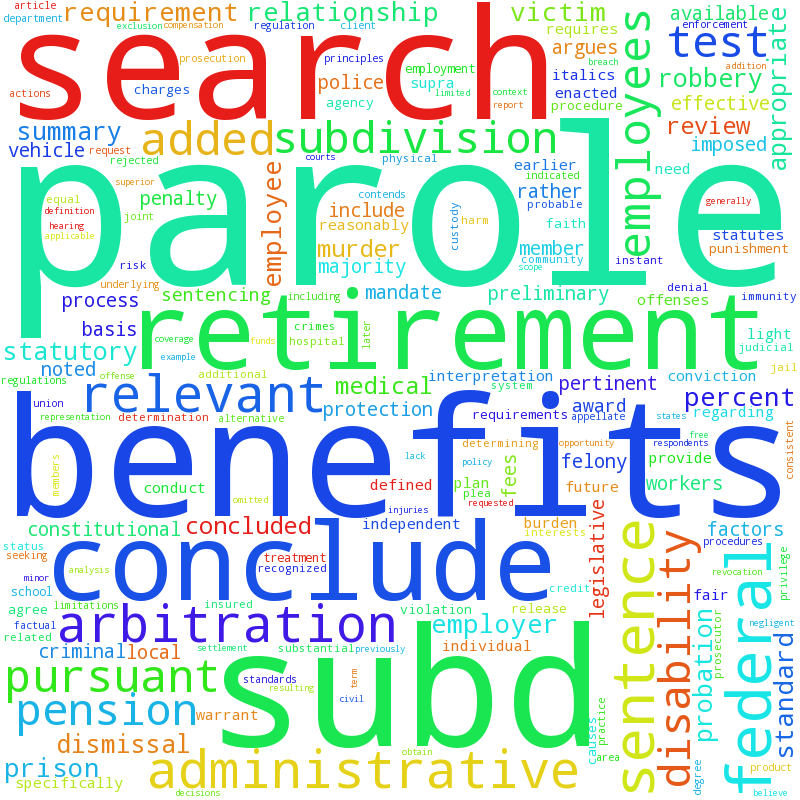 article
requirement
relationship
victim
available
department
exclusion
compensation
regulation
client
requires
enforcement
search
test
employees
appropriate
prosecution
principles
argues
addition
police
employment
breach
italics
robbery
actions
charges
supra
limited
context
enacted
agency
report
procedure
effective
summary
added
subdivision
review
imposed
vehicle
request
rejected
courts
physical
earlier
indicated
need
parole
superior
employee
contends
rather
probable
generally
equal
penalty
definition
joint
include
custody
harm
faith
hearing
reasonably
statutes
applicable
murder
member
punishment
majority
community
instant
scope
risk
denial
immunity
underlying
process
sentencing
including
mandate
preliminary
offenses
retirement
basis
crimes
later
light
statutory
coverage
hospital
funds
judicial
noted
example
additional
interpretation
pertinent
conviction
jail
regulations
offense
relevant
medical
system
percent
union
representation
determination
alternative
protection
requirements
appellate
award
states
regarding
benefits
respondents
free
determining
opportunity
consistent
members
lack
policy
felony
provide
conduct
defined
plan
plea
fees
future
workers
omitted
injuries
requested
constitutional
concluded
independent
burden
interests
factors
status
conclude
sentence
disability
federal
procedures
seeking
treatment
recognized
legislative
minor
analysis
school
credit
fair
revocation
privilege
agree
limitations
insured
violation
release
factual
arbitration
employer
probation
prosecutor
negligent
related
criminal
local
settlement
substantial
previously
individual
standard
pursuant
subd
standards
resulting
term
civil
pension
warrant
causes
practice
dismissal
obtain
area
prison
administrative
degree
product
specifically
decisions
believe